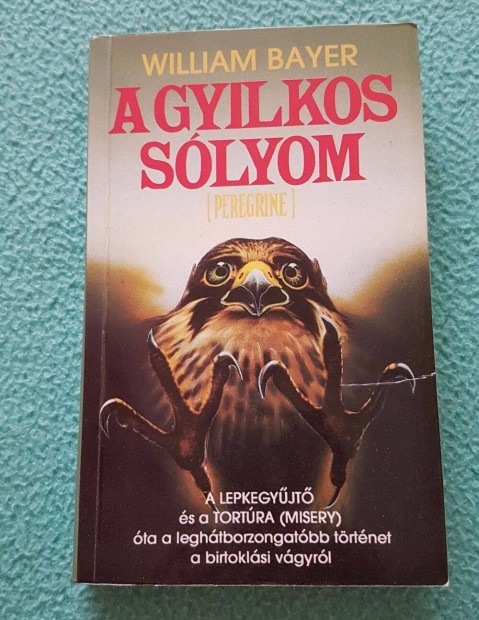 WILLIAM BAYER
A GYILKOS
SÓLYOM
[PEREGRINE]
A LEPKEGYŰJTŐ
és a TORTÚRA (MISERY)
óta a leghátborzongatóbb történet
a birtoklási vágyról